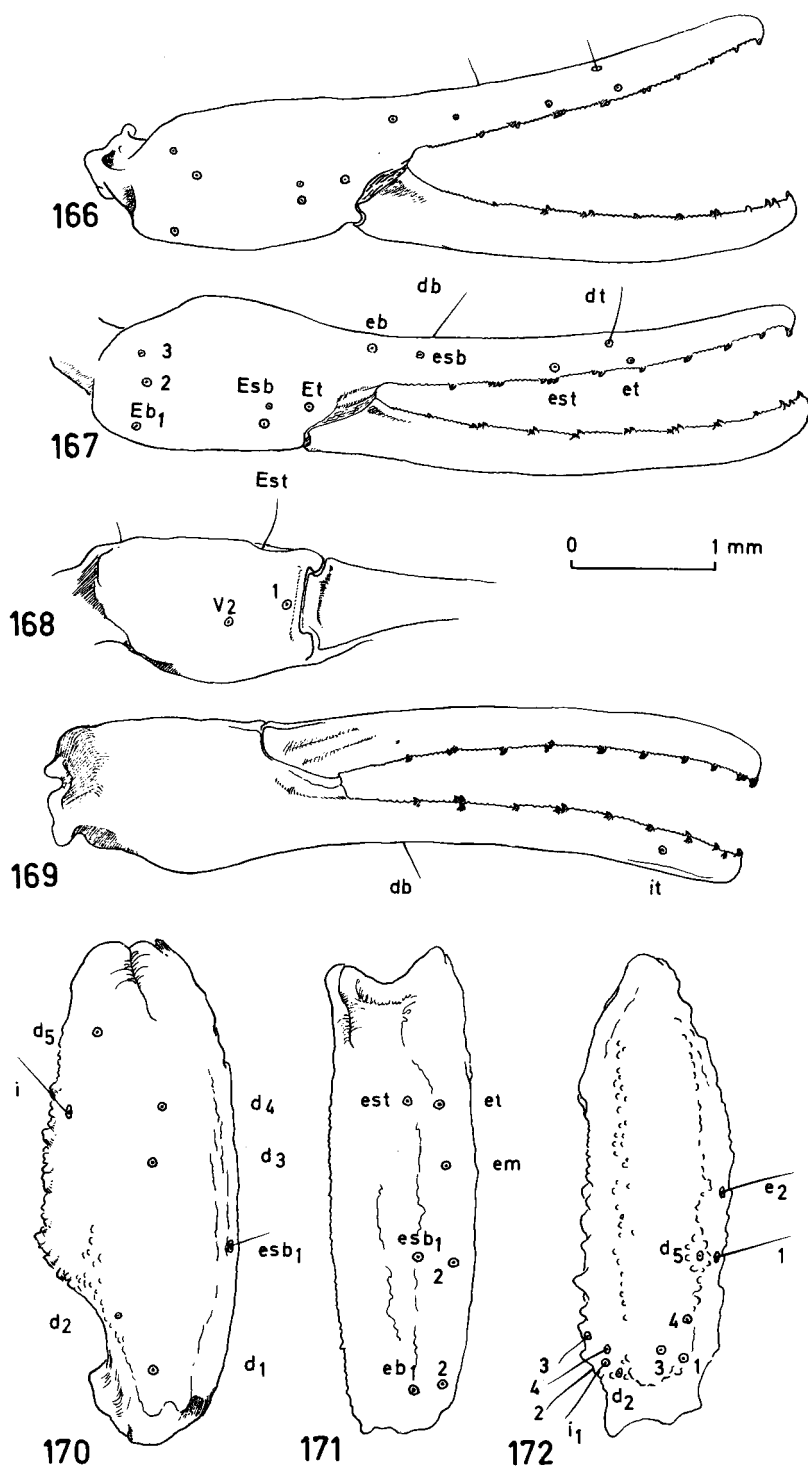 166
db
dt
eb
esb
3
2
Eb1
Esb
Et
est
et
167
Est
0 1 mm
V2
1
168
169
db
it
d5
i
d4
d3
esb1
d2
d1
170
est
et
em
esb1
2
eb1
2
171
e2
d5
1
4
3
4
2
i1
d2
3
1
172